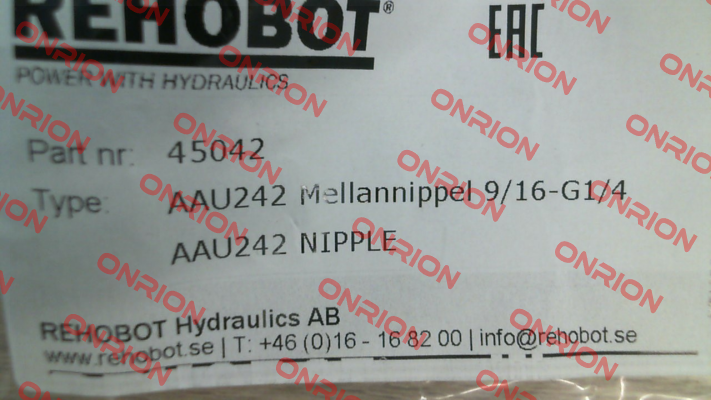 REHOBOT®
EAC
POWER WITH HYDRAULICS
Part nr: 45042
Type: AAU242 Mellannippel 9/16-G1/4
AAU242 NIPPLE
REHOBOT Hydraulics AB
www.rehobot.se | T: +46 (0)16 - 16 82 00 | info@rehobot.se
ONRION